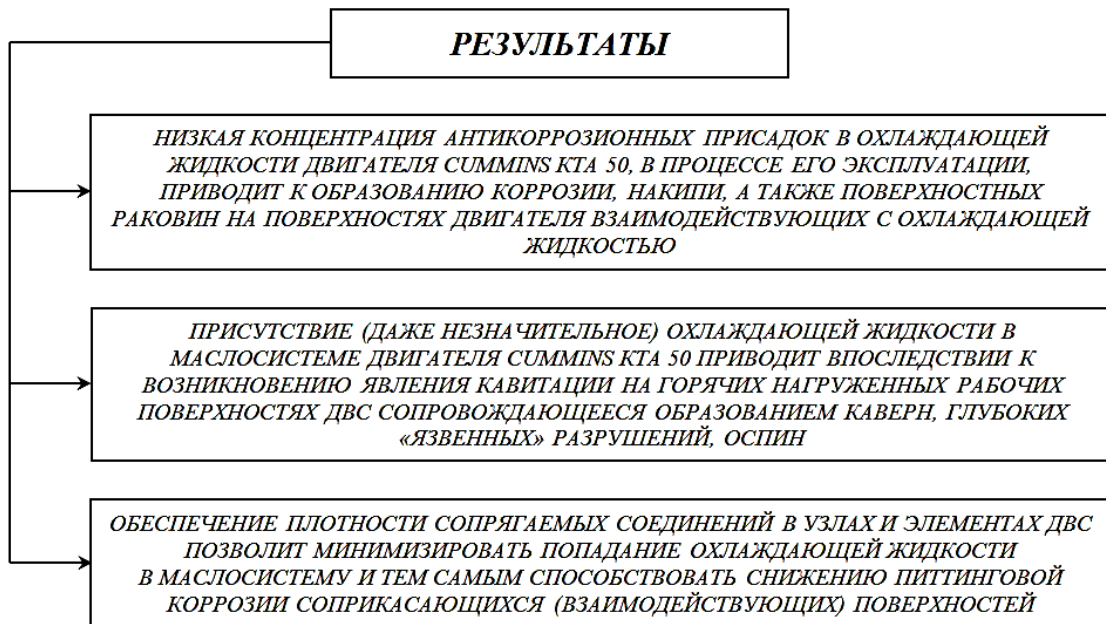 РЕЗУЛЬТАТЫ
НИЗКАЯ КОНЦЕНТРАЦИЯ АНТИКОРРОЗИОННЫХ ПРИСАДОК В ОХЛАЖДАЮЩЕЙ
ЖИДКОСТИ ДВИГАТЕЛЯ CUMMINS KTA 50, В ПРОЦЕССЕ ЕГО ЭКСПЛУАТАЦИИ,
ПРИВОДИТ К ОБРАЗОВАНИЮ КОРРОЗИИ, НАКИПИ, А ТАКЖЕ ПОВЕРХНОСТНЫХ
РАКОВИН НА ПОВЕРХНОСТЯХ ДВИГАТЕЛЯ ВЗАИМОДЕЙСТВУЮЩИХ С ОХЛАЖДАЮЩЕЙ
ЖИДКОСТЬЮ
ПРИСУТСТВИЕ (ДАЖЕ НЕЗНАЧИТЕЛЬНОЕ) ОХЛАЖДАЮЩЕЙ ЖИДКОСТИ В
МАСЛОСИСТЕМЕ ДВИГАТЕЛЯ CUMMINS KTA 50 ПРИВОДИТ ВПОСЛЕДСТВИИ К
ВОЗНИКНОВЕНИЮ ЯВЛЕНИЯ КАВИТАЦИИ НА ГОРЯЧИХ НАГРУЖЕННЫХ РАБОЧИХ
ПОВЕРХНОСТЯХ ДВС СОПРОВОЖДАЮЩЕЕСЯ ОБРАЗОВАНИЕМ КАВЕРН, ГЛУБОКИХ
«ЯЗВЕННЫХ» РАЗРУШЕНИЙ, ОСПИН
ОБЕСПЕЧЕНИЕ ПЛОТНОСТИ СОПРЯГАЕМЫХ СОЕДИНЕНИЙ В УЗЛАХ И ЭЛЕМЕНТАХ ДВС
ПОЗВОЛИТ МИНИМИЗИРОВАТЬ ПОПАДАНИЕ ОХЛАЖДАЮЩЕЙ ЖИДКОСТИ
В МАСЛОСИСТЕМУ И ТЕМ САМЫМ СПОСОБСТВОВАТЬ СНИЖЕНИЮ ПИТТИНГОВОЙ
КОРРОЗИИ СОПРИКАСАЮЩИХСЯ (ВЗАИМОДЕЙСТВУЮЩИХ) ПОВЕРХНОСТЕЙ